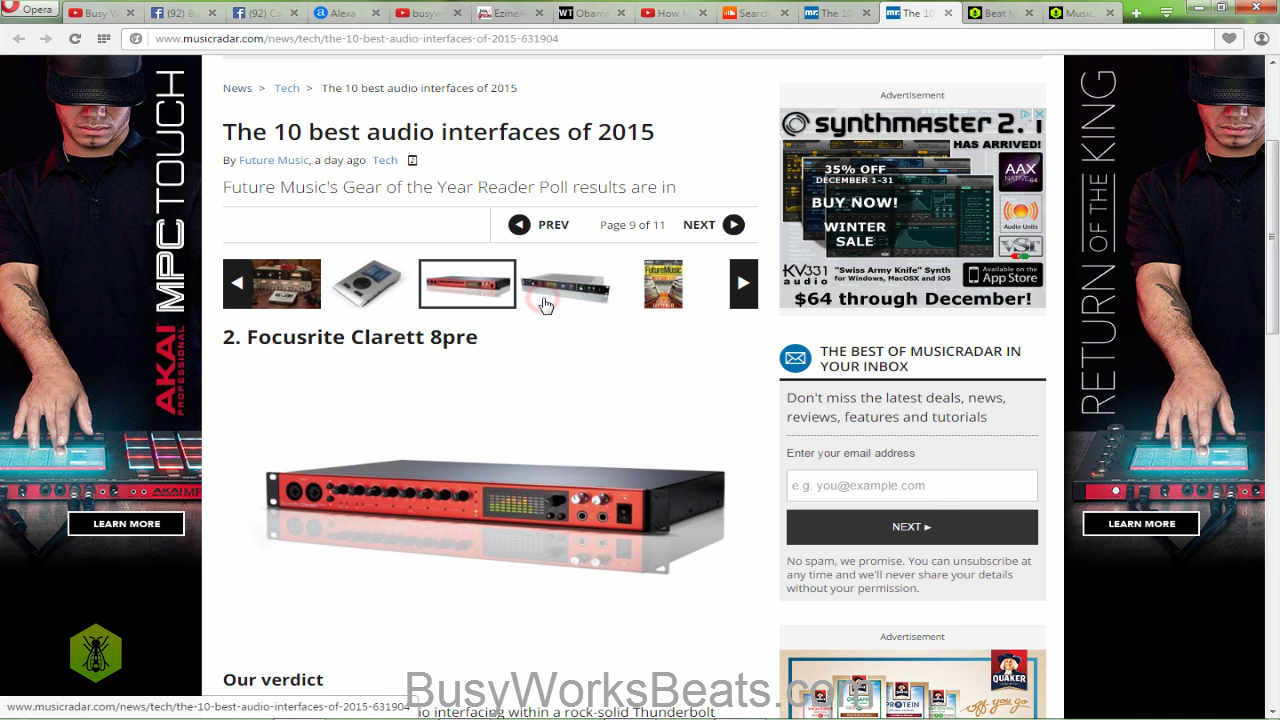 Opera
Busy W
(92) B
(92) C
Alexa
busyw
EzineA
Obama
How M
Search
The 10
The 10
Beat M
Music
www.musicradar.com/news/tech/the-10-best-audio-interfaces-of-2015-631904
News > Tech > The 10 best audio interfaces of 2015
The 10 best audio interfaces of 2015
By Future Music, a day ago Tech
Future Music's Gear of the Year Reader Poll results are in
PREV Page 9 of 11 NEXT
2. Focusrite Clarett 8pre
Our verdict
io interfacing within a rock-solid Thunderbolt
Advertisement
synthmaster 2.
HAS ARRIVED!
35% OFF
DECEMBER 1-31
BUY NOW!
WINTER
SALE
AAX
NATIVE
Audio Units
VST
KV331
audio
"Swiss Army Knife" Synth
for Windows, MacOSX and iOS
Available on the
App Store
$64 through December!
THE BEST OF MUSICRADAR IN
YOUR INBOX
Don't miss the latest deals, news,
reviews, features and tutorials
Enter your email address
e.g. you@example.com
NEXT ►
No spam, we promise. You can unsubscribe at
any time and we'll never share your details
without your permission.
Advertisement
QUAKER
PROTEIN
AKAI PROFESSIONAL MPCTOUCH
LEARN MORE
RETURN OF THE KING
LEARN MORE
BusyWorksBeats.com
www.musicradar.com/news/tech/the-10-best-audio-interfaces-of-2015-631904